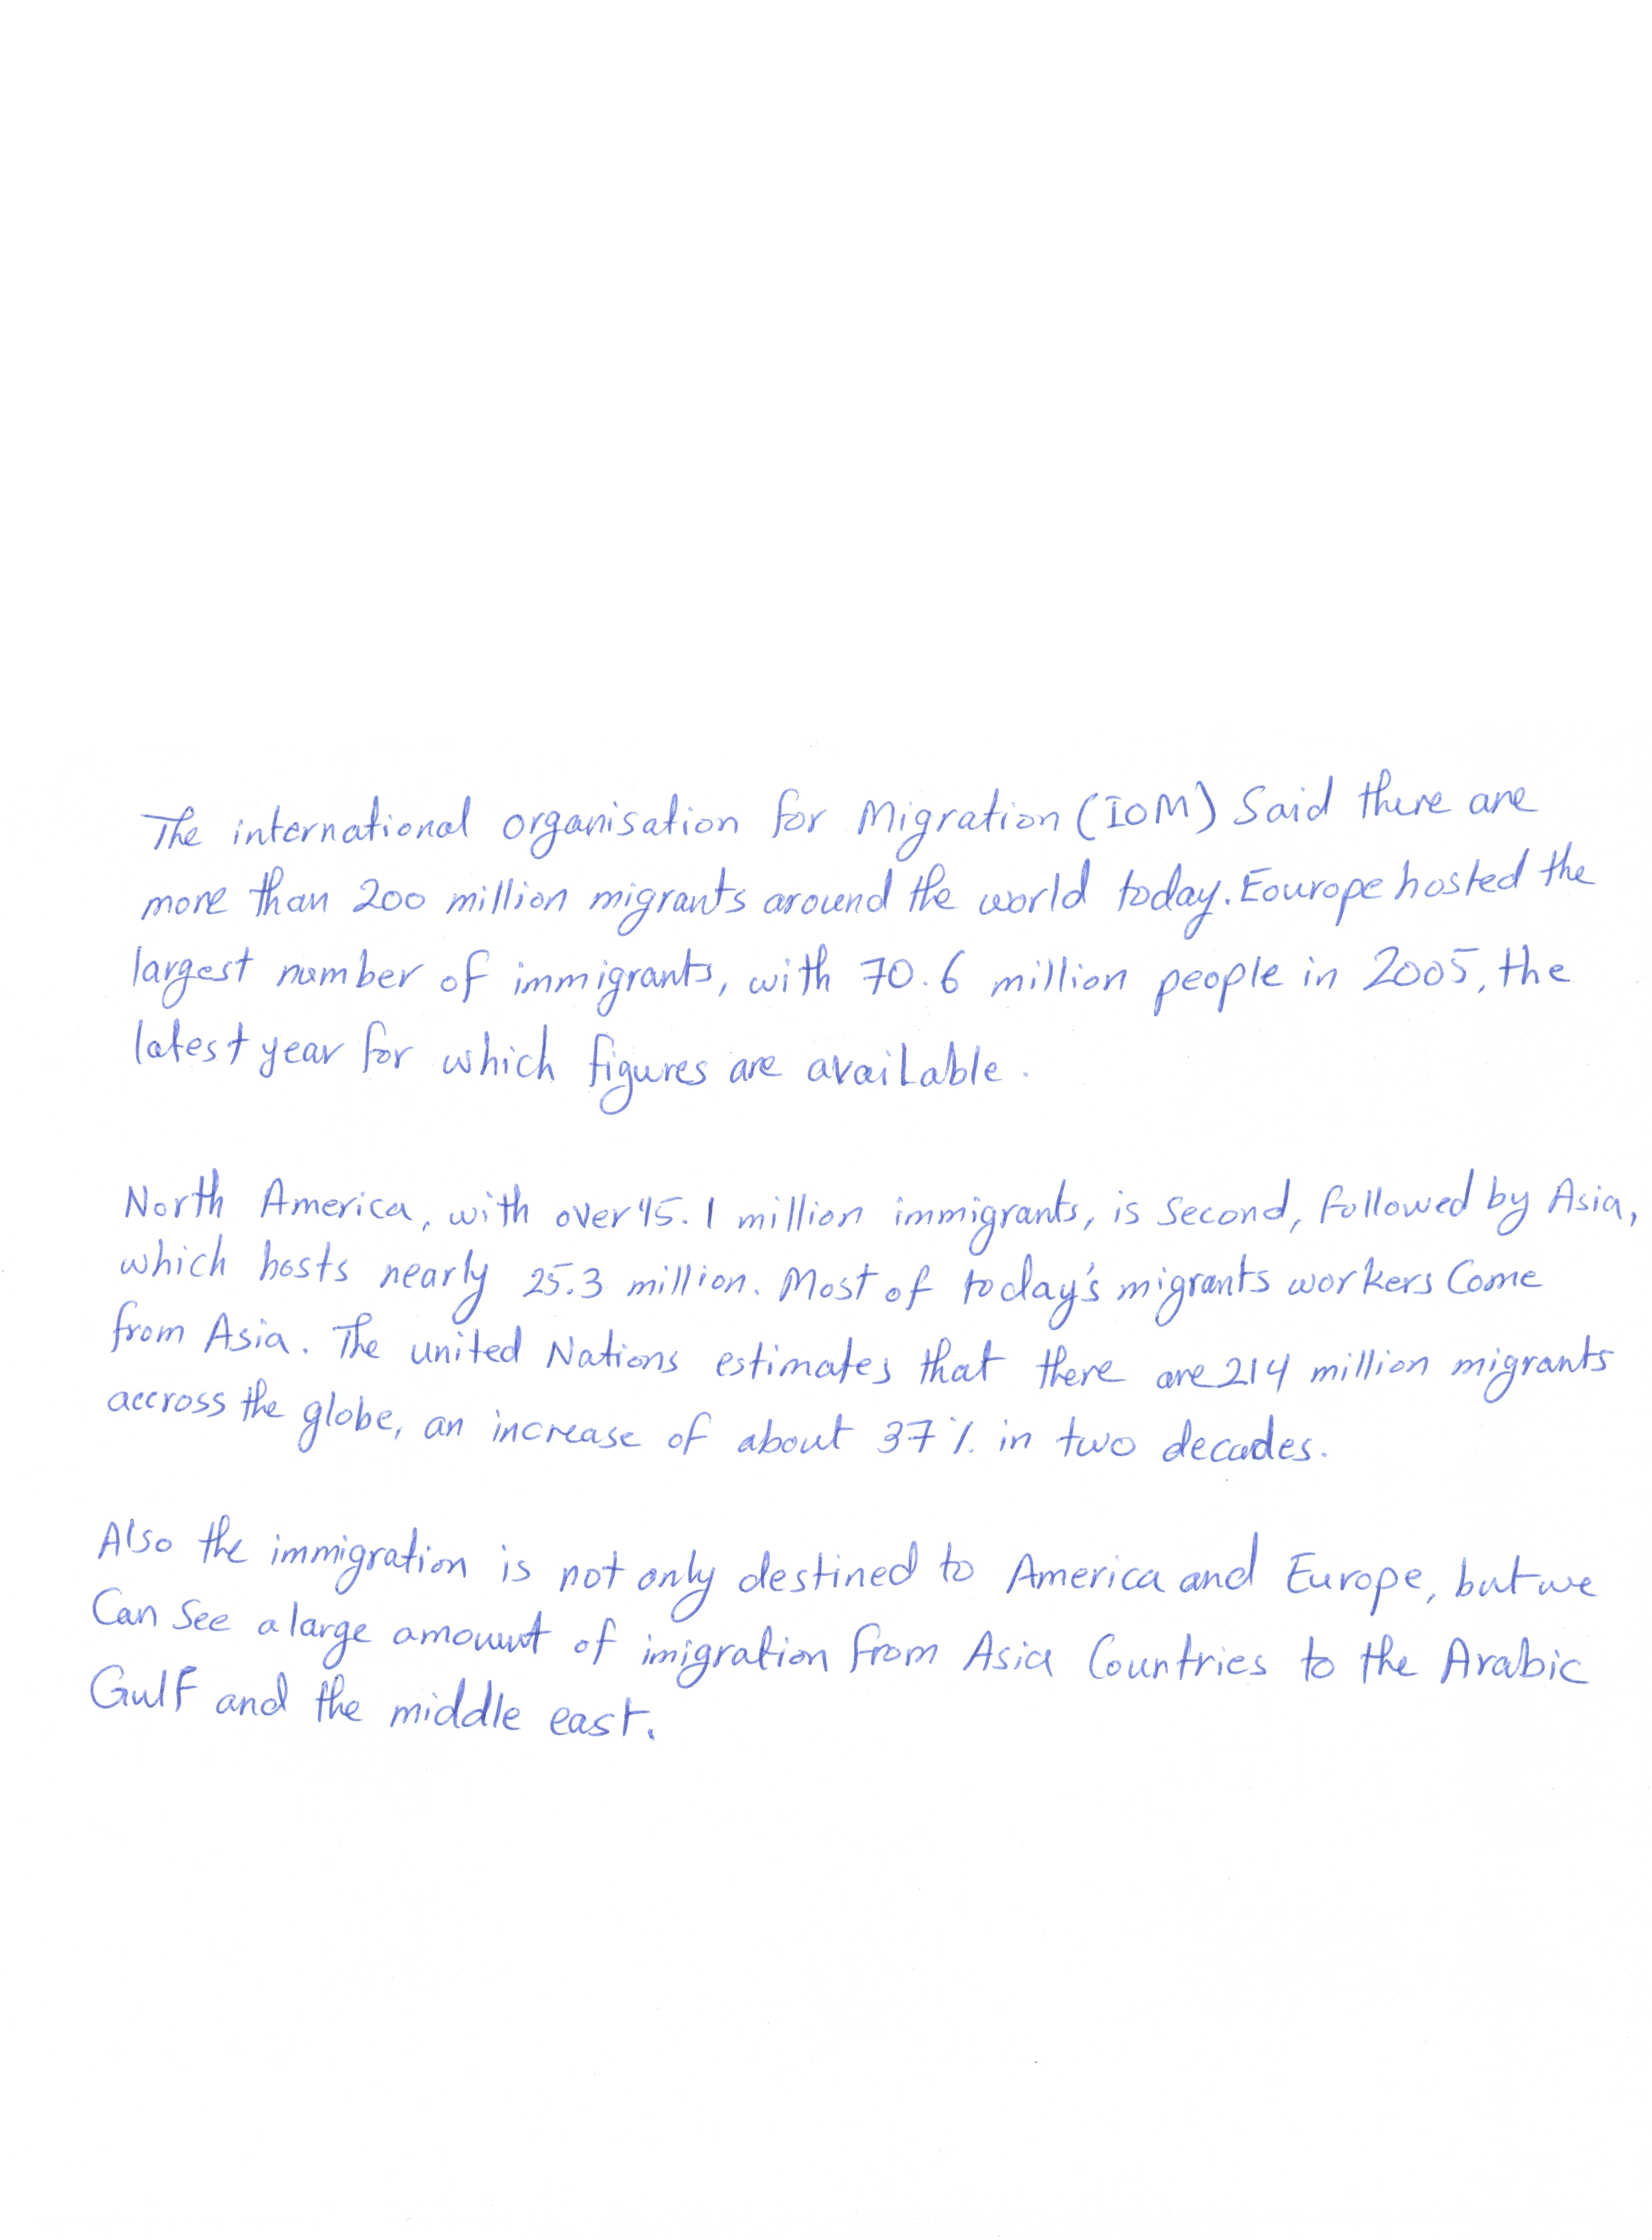 The international organisation for Migration (IOM) Said there are
more than 200 million migrants around the world today. Eourope hosted the
largest number of immigrants, with 70.6 million people in 2005, the
latest year for which figures are available.
North America, with over 45.1 million immigrants, is Second, followed by Asia,
which hosts nearly 25.3 million. Most of today's migrants workers Come
from Asia. The united Nations estimates that there are 214 million migrants
accross the globe, an increase of about 37% in two decades.
Also the immigration is not only destined to America and Europe, but we
Can See a large amouunt of imigration from Asia Countries to the Arabic
Gulf and the middle east.